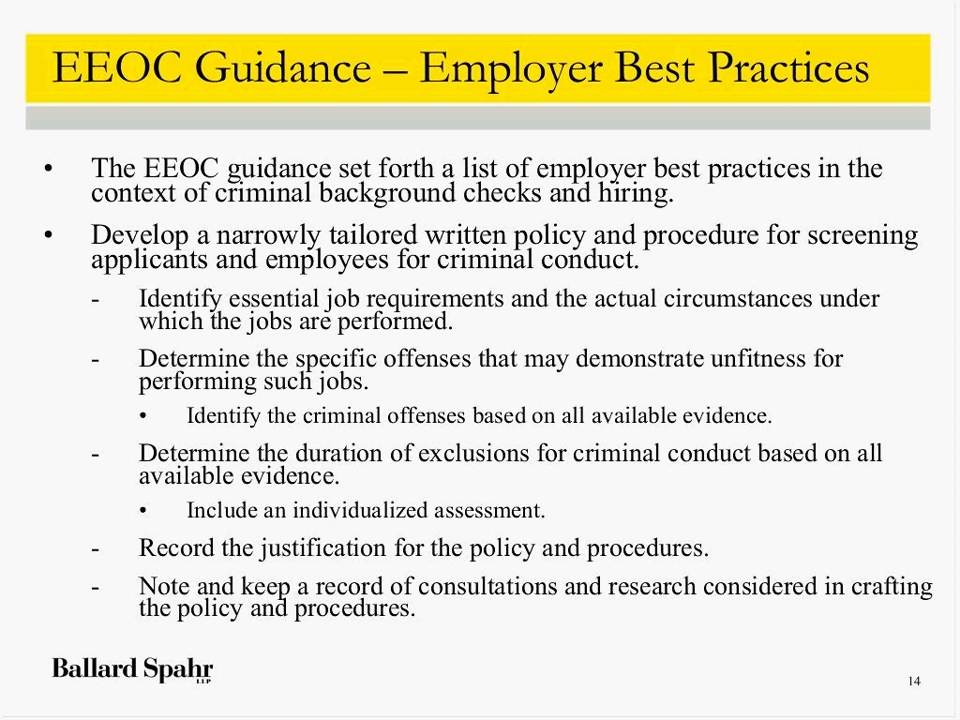 EEOC Guidance – Employer Best Practices
• The EEOC guidance set forth a list of employer best practices in the
context of criminal background checks and hiring.
• Develop a narrowly tailored written policy and procedure for screening
applicants and employees for criminal conduct.
- Identify essential job requirements and the actual circumstances under
which the jobs are performed.
- Determine the specific offenses that may demonstrate unfitness for
performing such jobs.
• Identify the criminal offenses based on all available evidence.
- Determine the duration of exclusions for criminal conduct based on all
available evidence.
• Include an individualized assessment.
- Record the justification for the policy and procedures.
- Note and keep a record of consultations and research considered in crafting
the policy and procedures.
Ballard Spahr
LLP
14